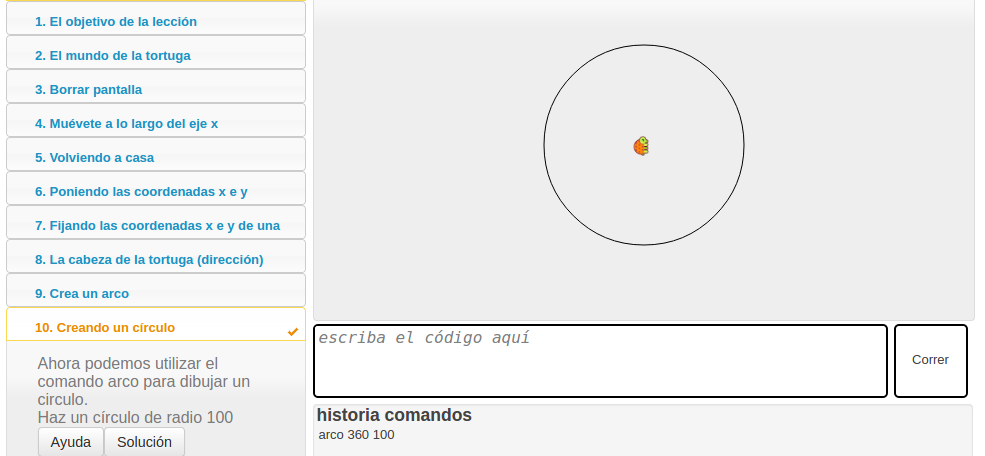 1. El objetivo de la lección
2. El mundo de la tortuga
3. Borrar pantalla
4. Muévete a lo largo del eje x
5. Volviendo a casa
6. Poniendo las coordenadas x e y
7. Fijando las coordenadas x e y de una
8. La cabeza de la tortuga (dirección)
9. Crea un arco
10. Creando un círculo
Ahora podemos utilizar el
comando arco para dibujar un
circulo.
Haz un círculo de radio 100
Ayuda Solución
escriba el código aquí
Correr
historia comandos
arco 360 100